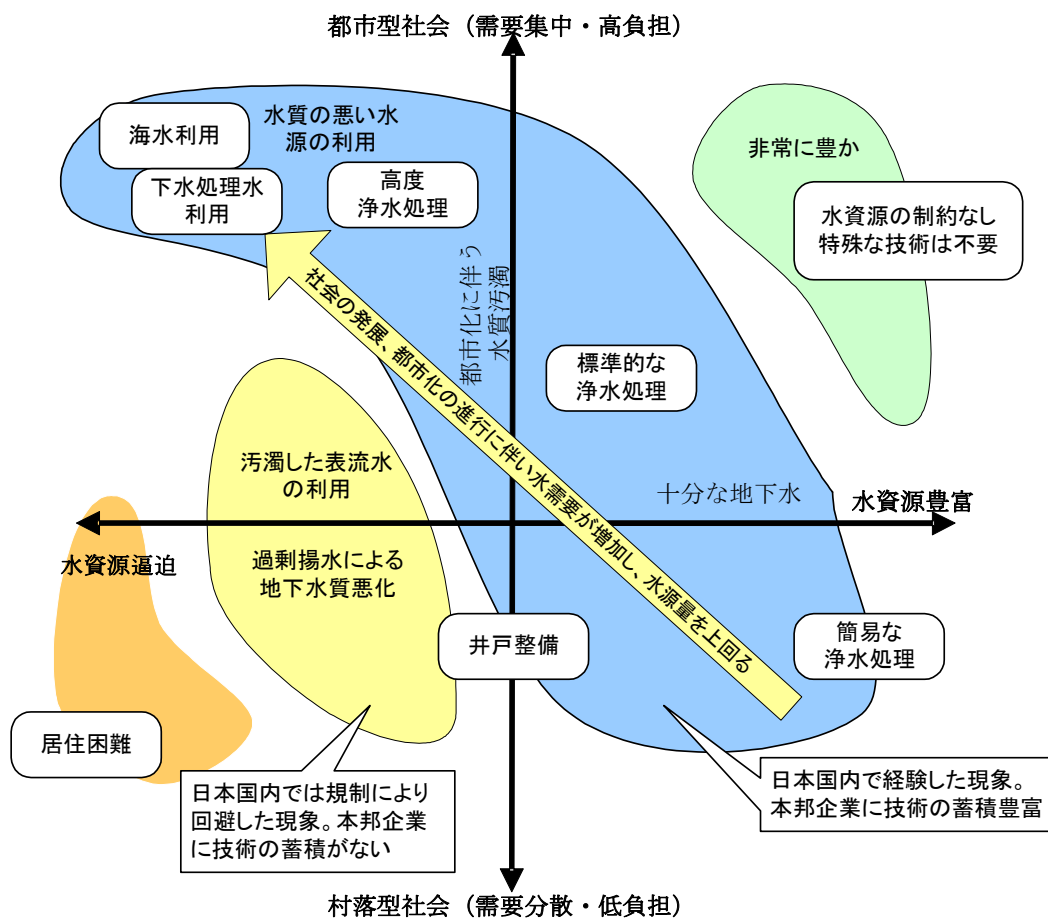 都市型社会（需要集中・高負担）
水質の悪い水
源の利用
海水利用
下水処理水
利用
高度
浄水処理
非常に豊か
水資源の制約なし
特殊な技術は不要
都市化に伴う
水質汚濁
社会の発展、都市化の進行に伴い水需要が増加し、水源量を上回る
標準的な
浄水処理
汚濁した表流水
の利用
十分な地下水
水資源豊富
水資源逼迫
過剰揚水による
地下水質悪化
井戸整備
簡易な
浄水処理
居住困難
日本国内では規制により
回避した現象。本邦企業
に技術の蓄積がない
日本国内で経験した現象。
本邦企業に技術の蓄積豊富
村落型社会（需要分散・低負担）